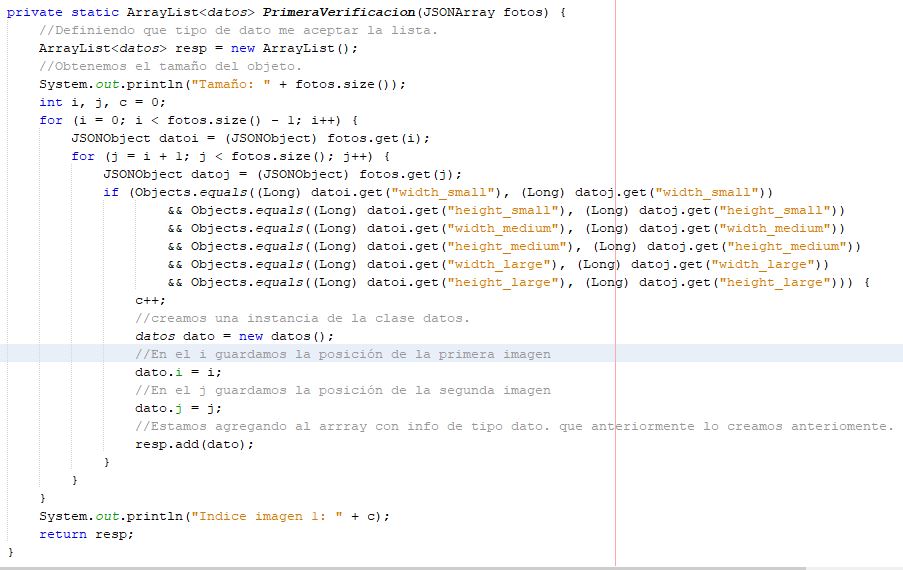 private static ArrayList<datos> PrimeraVerificacion(JSONArray fotos) {
//Definiendo que tipo de dato me aceptar la lista.
ArrayList<datos> resp = new ArrayList();
//Obtenemos el tamaño del objeto.
System.out.println("Tamaño: " + fotos.size());
int i, j, c = 0;
for (i = 0; i < fotos.size() - 1; i++) {
JSONObject datoi = (JSONObject) fotos.get(i);
for (j = i + 1; j < fotos.size(); j++) {
JSONObject datoj = (JSONObject) fotos.get(j);
if (Objects.equals((Long) datoi.get("width_small"), (Long) datoj.get("width_small"))
&& Objects.equals((Long) datoi.get("height_small"), (Long) datoj.get("height_small"))
&& Objects.equals((Long) datoi.get("width_medium"), (Long) datoj.get("width_medium"))
&& Objects.equals((Long) datoi.get("height_medium"), (Long) datoj.get("height_medium"))
&& Objects.equals((Long) datoi.get("width_large"), (Long) datoj.get("width_large"))
&& Objects.equals((Long) datoi.get("height_large"), (Long) datoj.get("height_large"))) {
c++;
//creamos una instancia de la clase datos.
datos dato = new datos();
//En el i guardamos la posición de la primera imagen
dato.i = i;
//En el j guardamos la posición de la segunda imagen
dato.j = j;
//Estamos agregando al arrray con info de tipo dato. que anteriormente lo creamos anteriomente.
resp.add(dato);
}
}
}
System.out.println("Indice imagen 1: " + c);
return resp;
}